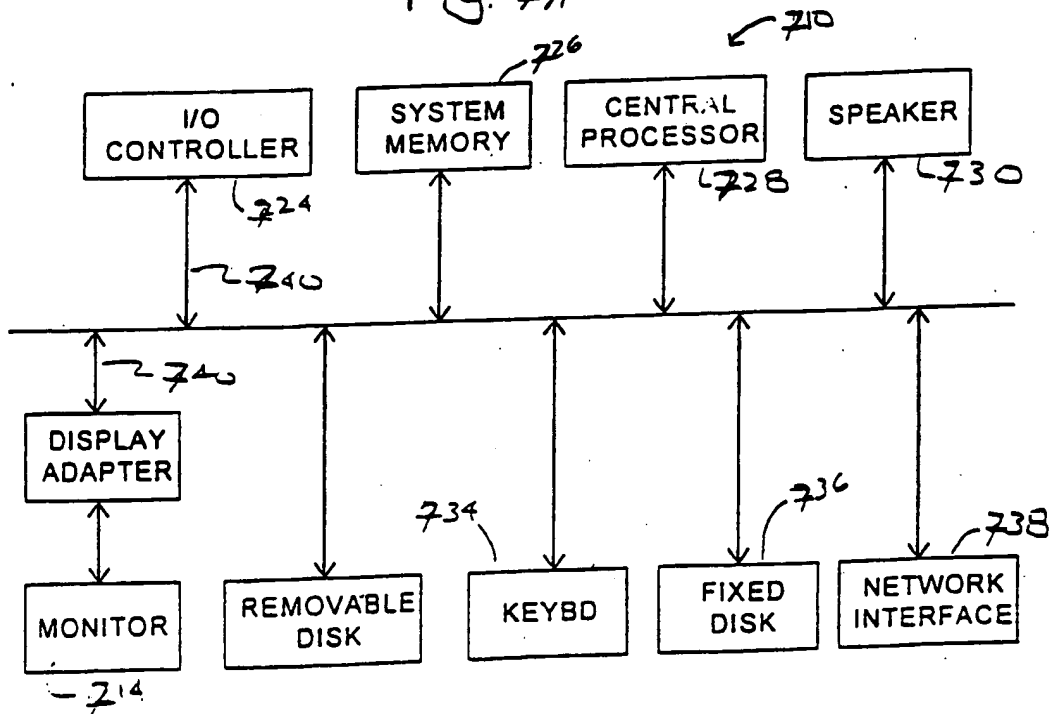 Fig.
710
726
I/O
CONTROLLER
SYSTEM
MEMORY
CENTRAL
PROCESSOR
SPEAKER
724
728
730
740
740
DISPLAY
ADAPTER
734
736
738
MONITOR
REMOVABLE
DISK
KEYBD
FIXED
DISK
NETWORK
INTERFACE
714